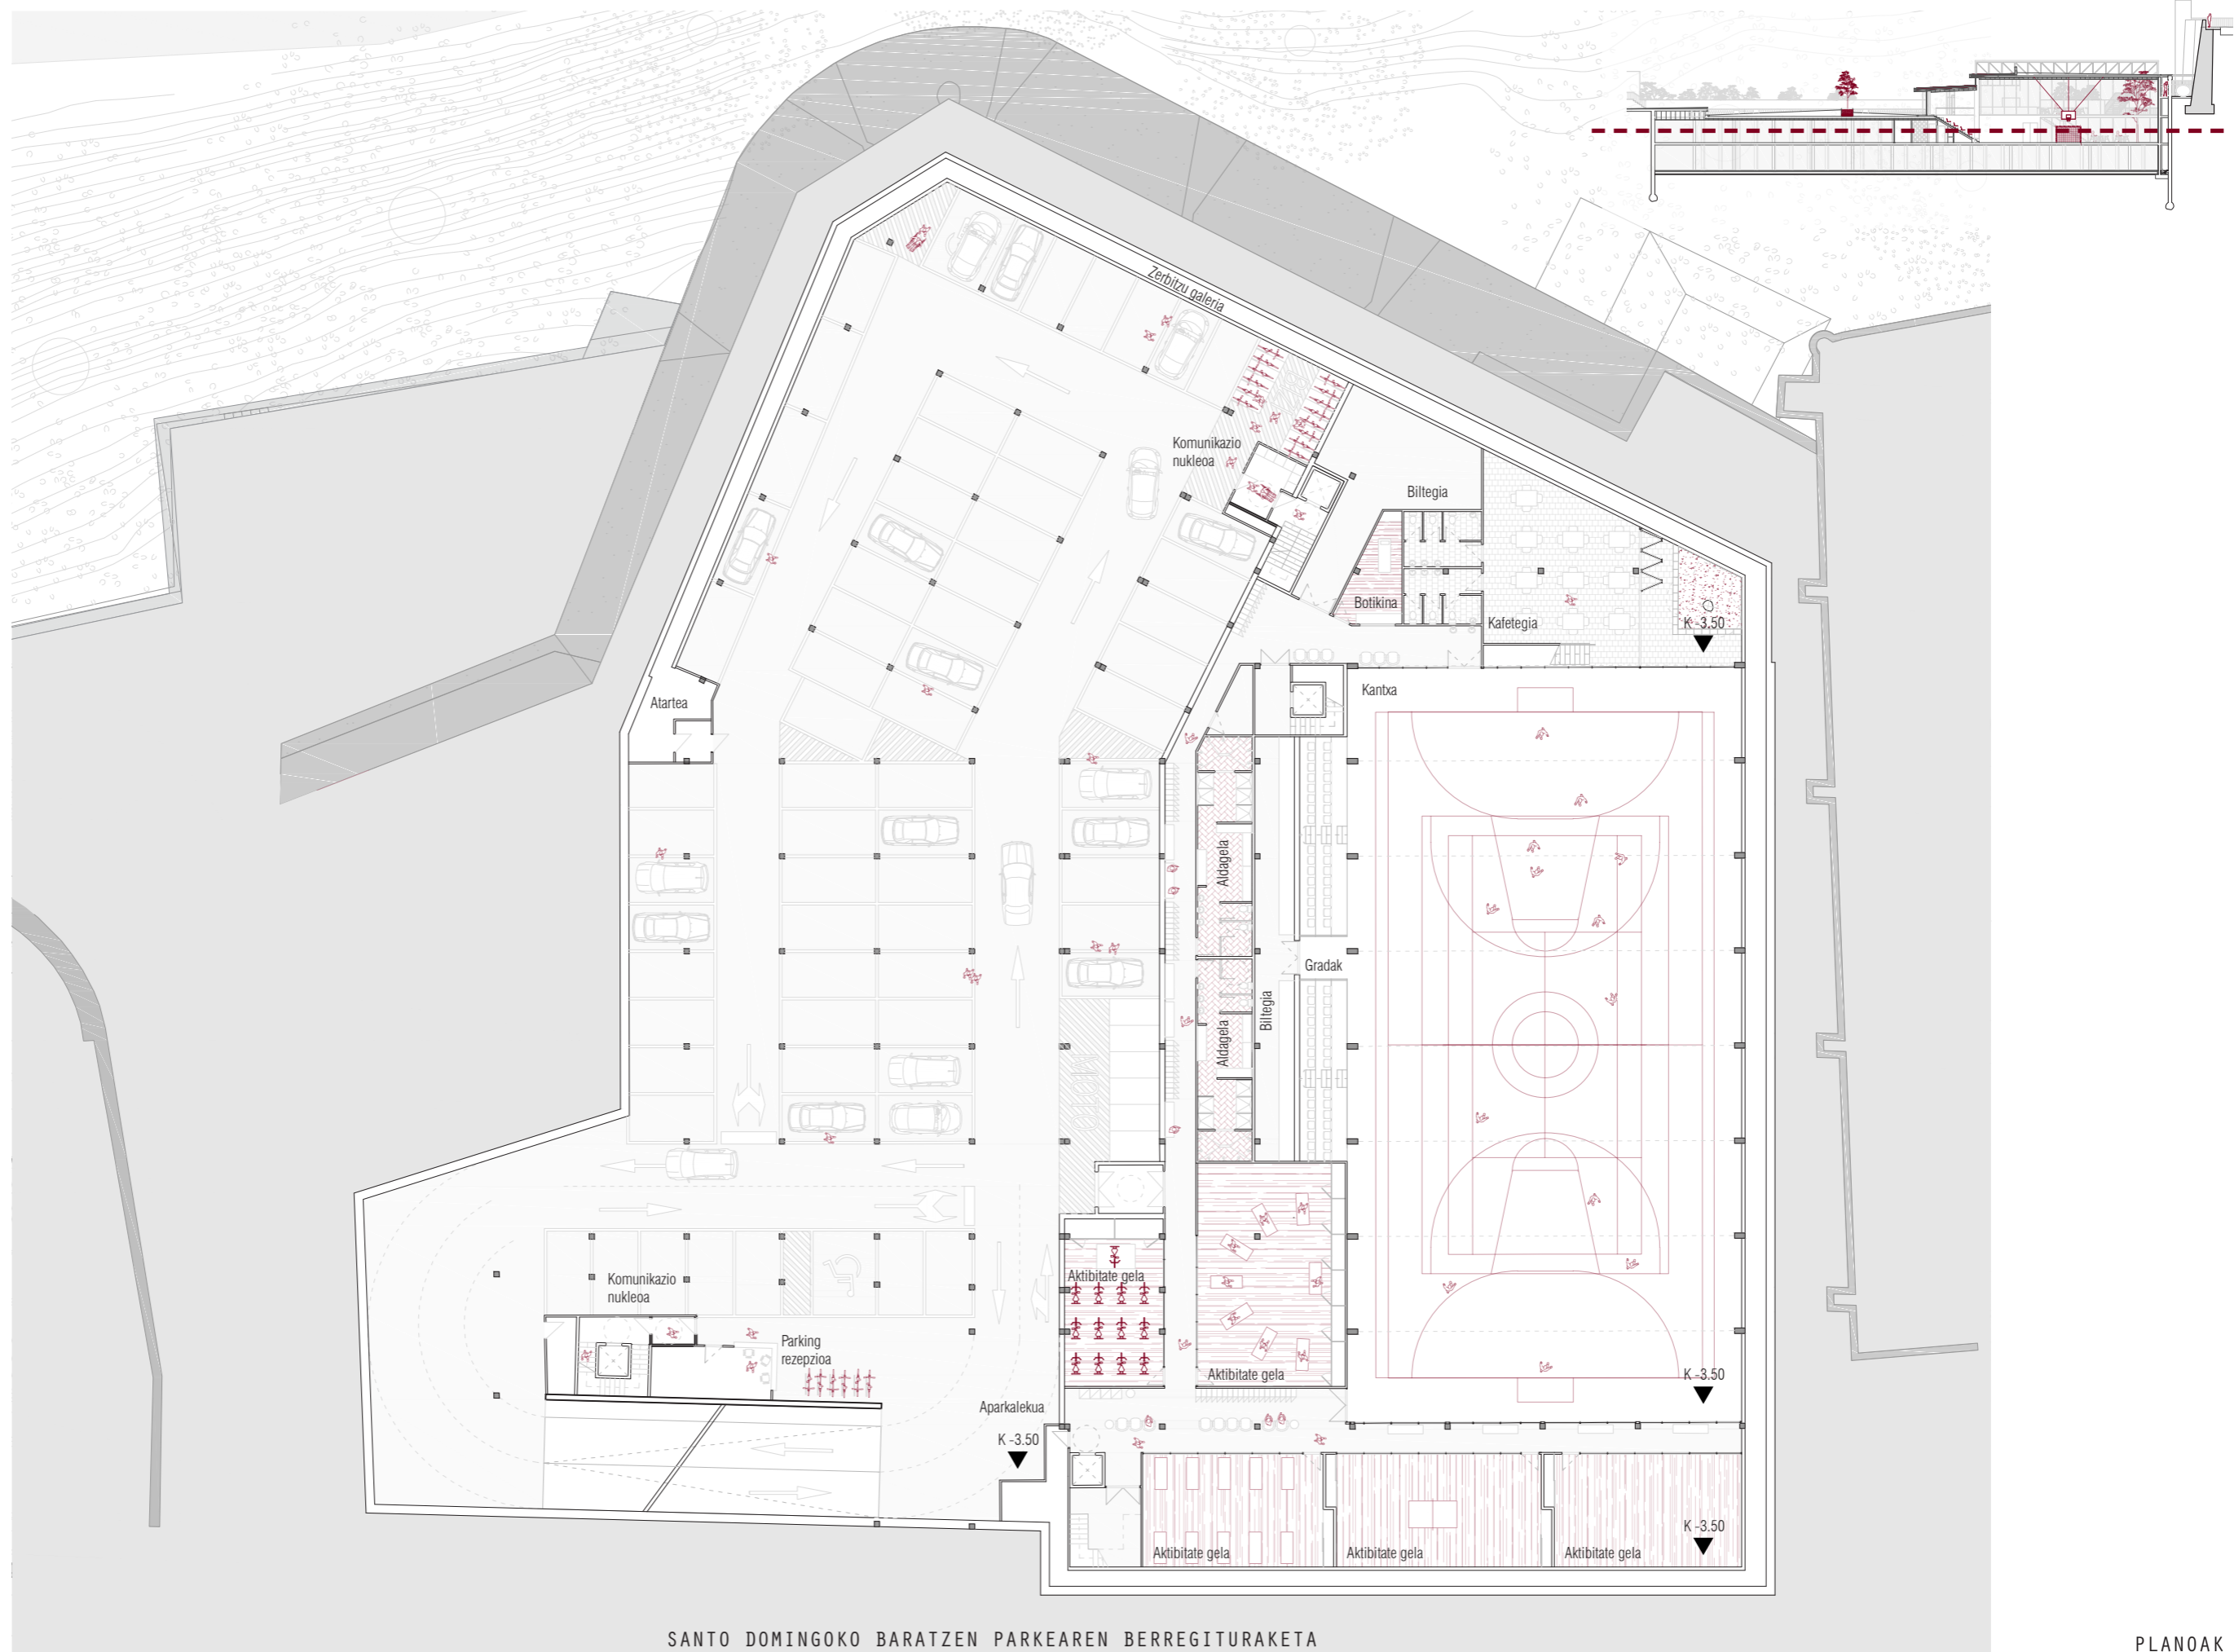 Zerbitzu galeria
Komunikazio
nukleoa
Biltegia
Botikina
Kafetegia
K -3.50
Atartea
Kantxa
Aldagela
Gradak
Aldagela
Biltegia
Komunikazio
nukleoa
Aktibitate gela
Parking
rezepzioa
Aktibitate gela
K -3.50
Aparkalekua
K -3.50
K -3.50
Aktibitate gela
Aktibitate gela
Aktibitate gela
SANTO DOMINGOKO BARATZEN PARKEAREN BERREGITURAKETA
PLANOAK